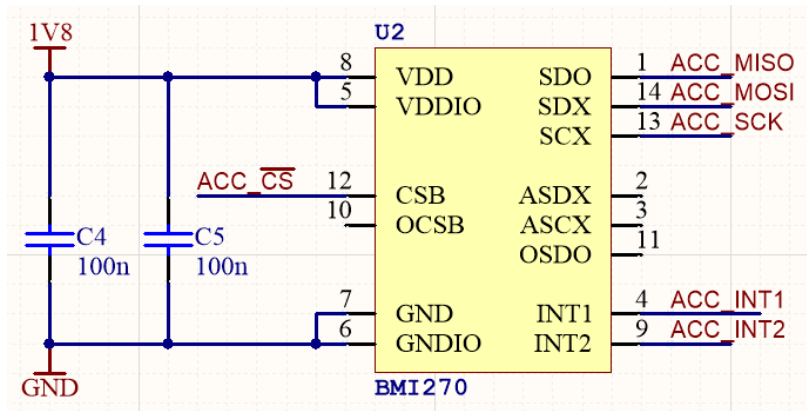 1V8
U2
8 VDD SDO 1 ACC_MISO
5 VDDIO SDX 14 ACC_MOSI
SCX 13 ACC_SCK
ACC_C̅S̅ 12 CSB ASDX 2
10 OCSB ASCX 3
OSDO 11
C4 C5
100n 100n
7 GND INT1 4 ACC_INT1
6 GNDIO INT2 9 ACC_INT2
GND
BMI270